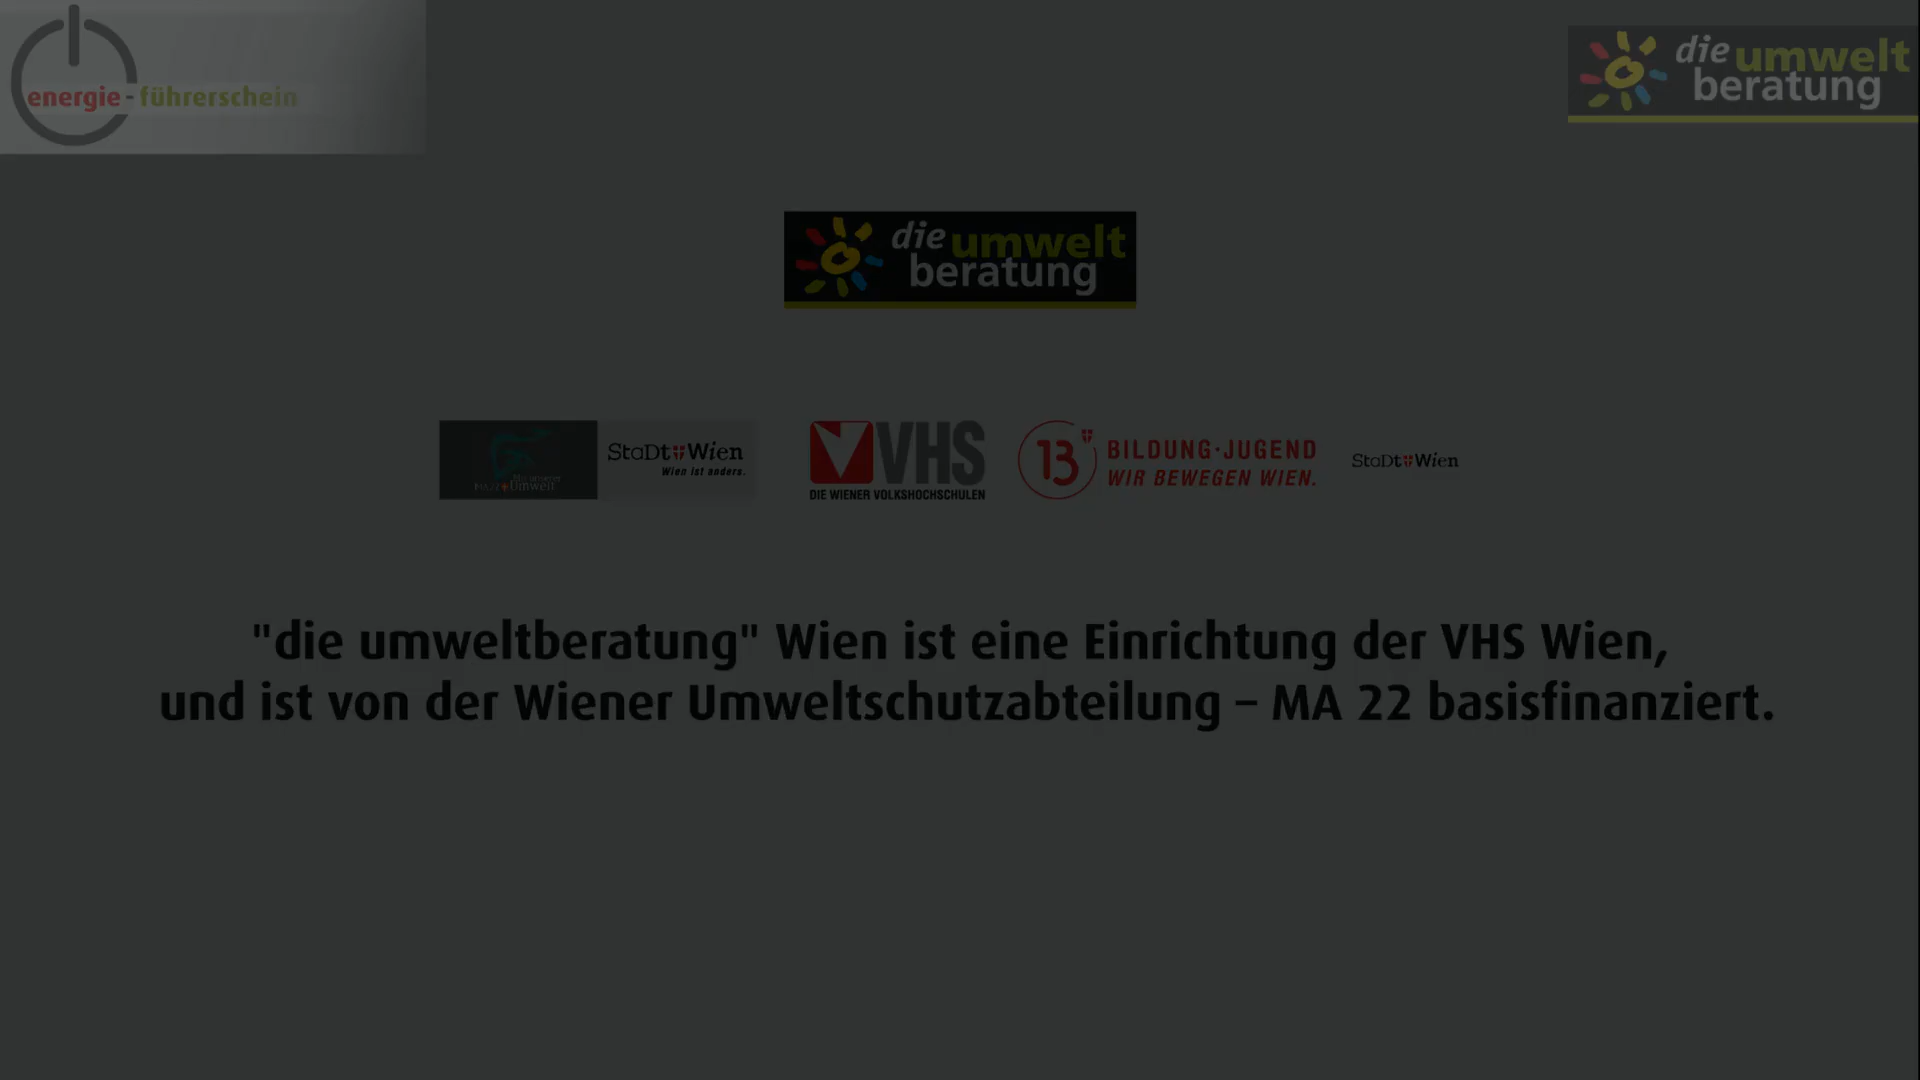 energie-führerschein
die umwelt
beratung
die umwelt
beratung
Umwelt
StaDt Wien
Wien ist anders.
VHS
DIE WIENER VOLKSHOCHSCHULEN
13
BILDUNG·JUGEND
WIR BEWEGEN WIEN.
StaDt Wien
"die umweltberatung" Wien ist eine Einrichtung der VHS Wien,
und ist von der Wiener Umweltschutzabteilung – MA 22 basisfinanziert.